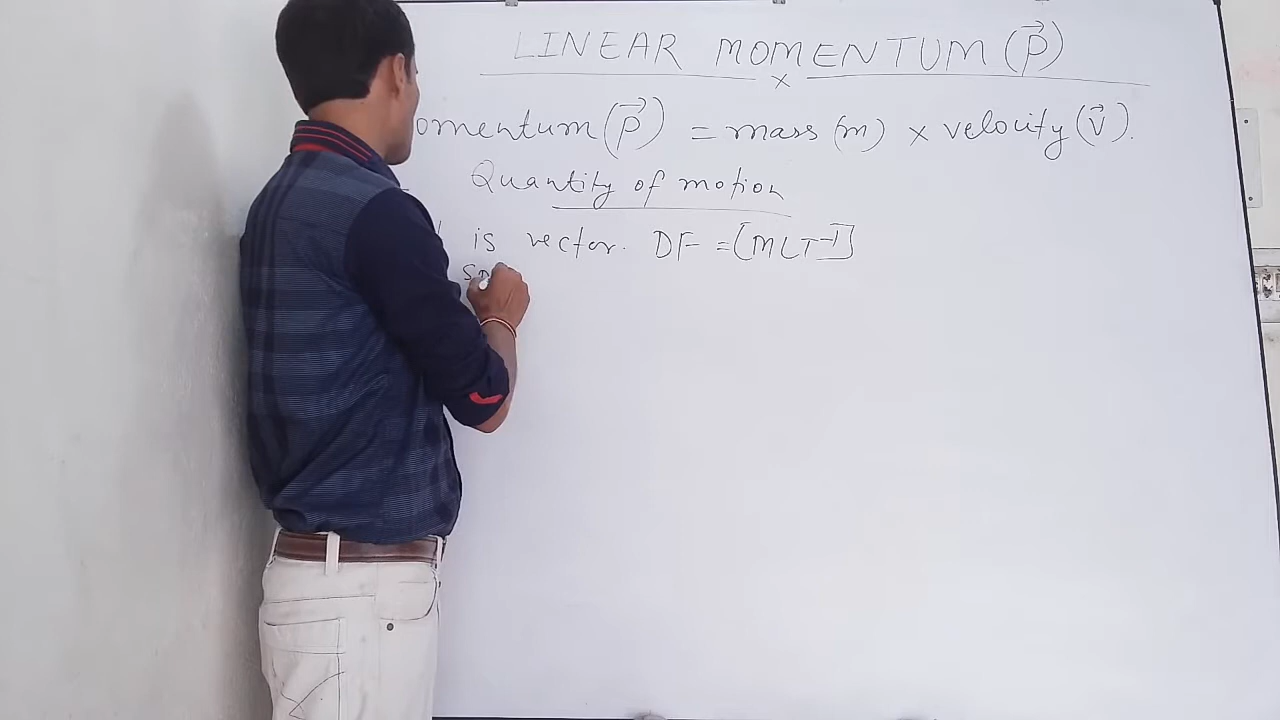 LINEAR MOMENTUM (p⃗)
x
omentum (p⃗) = mass (m) × velocity (v⃗).
Quantity of motion
is vector. DF = [MLT⁻¹]